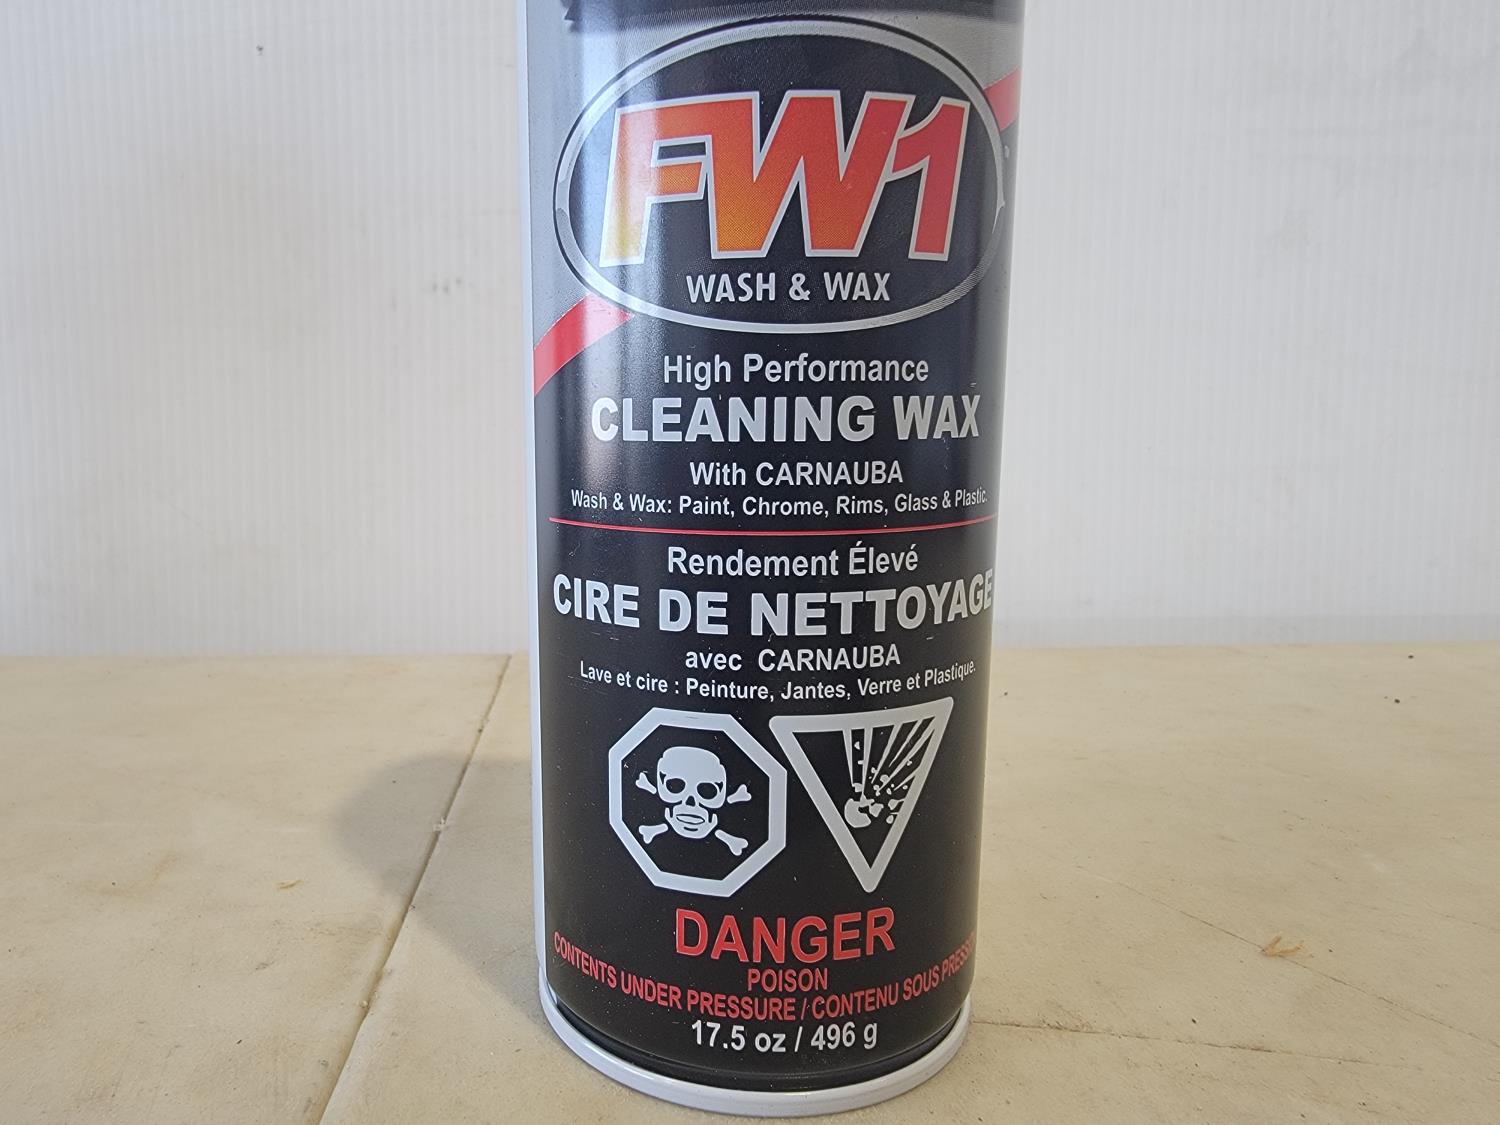 FW1
WASH & WAX
High Performance
CLEANING WAX
With CARNAUBA
Wash & Wax: Paint, Chrome, Rims, Glass & Plastic.
Rendement Élevé
CIRE DE NETTOYAGE
avec CARNAUBA
Lave et cire : Peinture, Jantes, Verre et Plastique.
DANGER
POISON
CONTENTS UNDER PRESSURE / CONTENU SOUS PRESSI
17.5 oz / 496 g